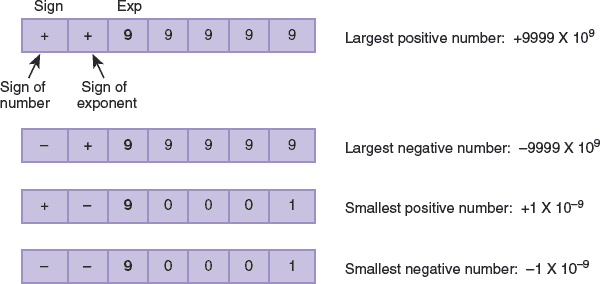 Sign Exp
+ + 9 9 9 9 9 Largest positive number: +9999 X 10⁹
Sign of number Sign of exponent
– + 9 9 9 9 9 Largest negative number: –9999 X 10⁹
+ – 9 0 0 0 1 Smallest positive number: +1 X 10⁻⁹
– – 9 0 0 0 1 Smallest negative number: –1 X 10⁻⁹